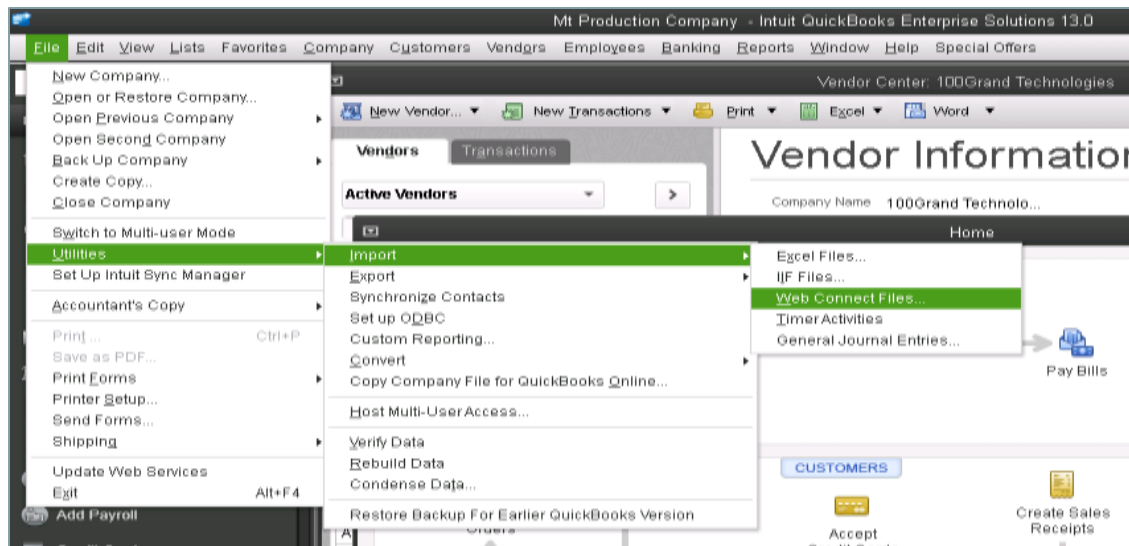 Mt Production Company - Intuit QuickBooks Enterprise Solutions 13.0
File Edit View Lists Favorites Company Customers Vendors Employees Banking Reports Window Help Special Offers
New Company...
Open or Restore Company...
Open Previous Company
Open Second Company
Back Up Company
Create Copy...
Close Company
Switch to Multi-user Mode
Utilities
Set Up Intuit Sync Manager
Accountant's Copy
Print ... Ctrl+P
Save as PDF...
Print Forms
Printer Setup...
Send Forms...
Shipping
Update Web Services
Exit Alt+F4
Add Payroll
Vendor Center: 100Grand Technologies
New Vendor... New Transactions Print Excel Word
Vendors Transactions
Active Vendors
Vendor Informatio
Company Name 100Grand Technolo...
Home
Import
Export
Synchronize Contacts
Set up ODBC
Custom Reporting...
Convert
Copy Company File for QuickBooks Online...
Host Multi-User Access...
Verify Data
Rebuild Data
Condense Data...
Restore Backup For Earlier QuickBooks Version
Excel Files...
IIF Files...
Web Connect Files...
Timer Activities
General Journal Entries...
Pay Bills
CUSTOMERS
Accept
Create Sales
Receipts